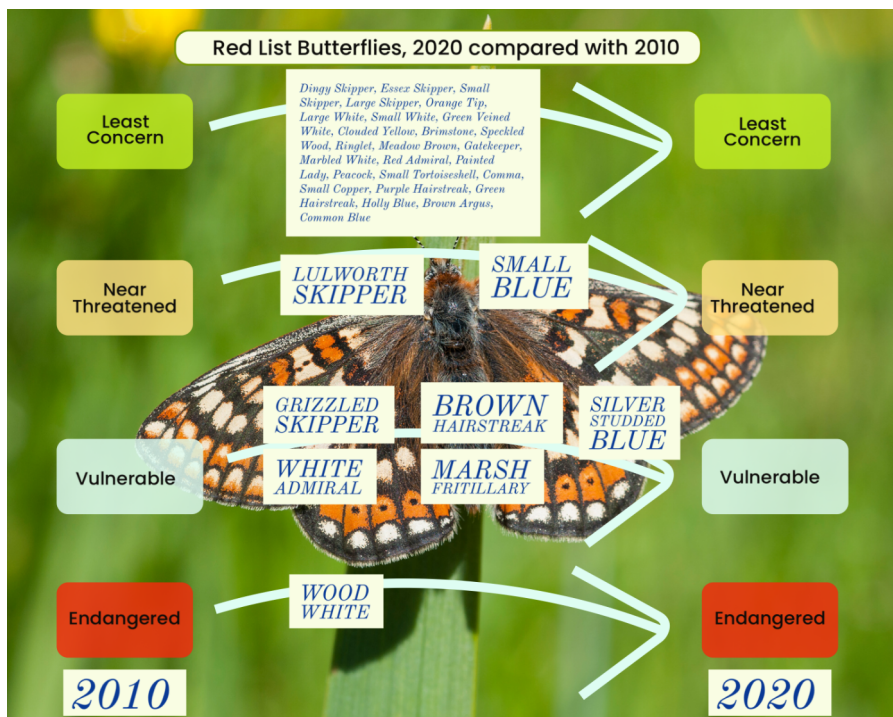 Red List Butterflies, 2020 compared with 2010
Least
Concern
Dingy Skipper, Essex Skipper, Small
Skipper, Large Skipper, Orange Tip,
Large White, Small White, Green Veined
White, Clouded Yellow, Brimstone, Speckled
Wood, Ringlet, Meadow Brown, Gatekeeper,
Marbled White, Red Admiral, Painted
Lady, Peacock, Small Tortoiseshell, Comma,
Small Copper, Purple Hairstreak, Green
Hairstreak, Holly Blue, Brown Argus,
Common Blue
Least
Concern
Near
Threatened
LULWORTH
SKIPPER
SMALL
BLUE
Near
Threatened
GRIZZLED
SKIPPER
BROWN
HAIRSTREAK
SILVER
STUDDED
BLUE
Vulnerable
WHITE
ADMIRAL
MARSH
FRITILLARY
Vulnerable
Endangered
WOOD
WHITE
Endangered
2010
2020